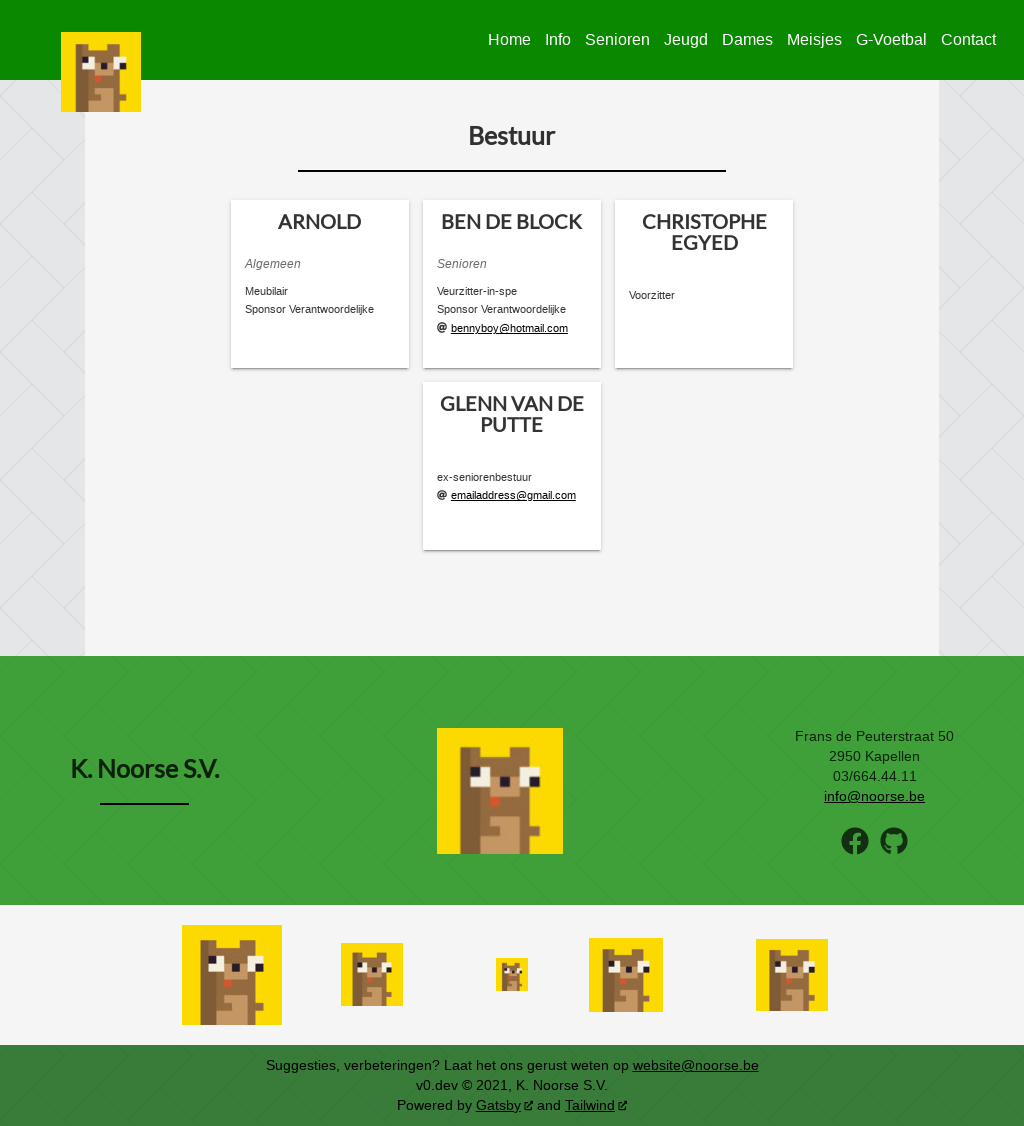 Home Info Senioren Jeugd Dames Meisjes G-Voetbal Contact
Bestuur
ARNOLD
Algemeen
Meubilair
Sponsor Verantwoordelijke
BEN DE BLOCK
Senioren
Veurzitter-in-spe
Sponsor Verantwoordelijke
@ bennyboy@hotmail.com
CHRISTOPHE
EGYED
Voorzitter
GLENN VAN DE
PUTTE
ex-seniorenbestuur
@ emailaddress@gmail.com
K. Noorse S.V.
Frans de Peuterstraat 50
2950 Kapellen
03/664.44.11
info@noorse.be
Suggesties, verbeteringen? Laat het ons gerust weten op website@noorse.be
v0.dev © 2021, K. Noorse S.V.
Powered by Gatsby and Tailwind